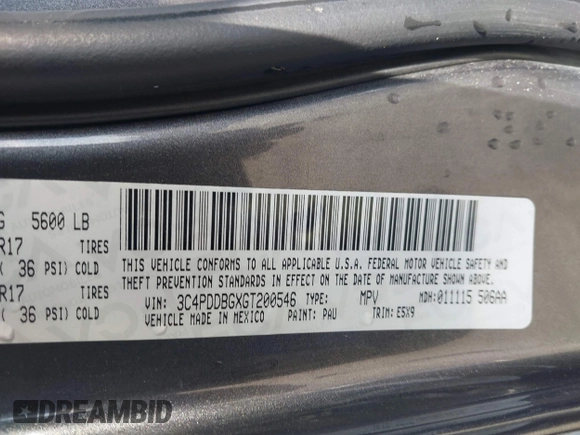 G 5600 LB
R17 TIRES
( 36 PSI) COLD
R17 TIRES
( 36 PSI) COLD
THIS VEHICLE CONFORMS TO ALL APPLICABLE U.S.A. FEDERAL MOTOR VEHICLE SAFETY AND
THEFT PREVENTION STANDARDS IN EFFECT ON THE DATE OF MANUFACTURE SHOWN ABOVE.
VIN: 3C4PDDBGXGT200546 TYPE: MPV MDH: 011115 506AA
VEHICLE MADE IN MEXICO PAINT: PAU TRIM: E5X9
DREAMBID